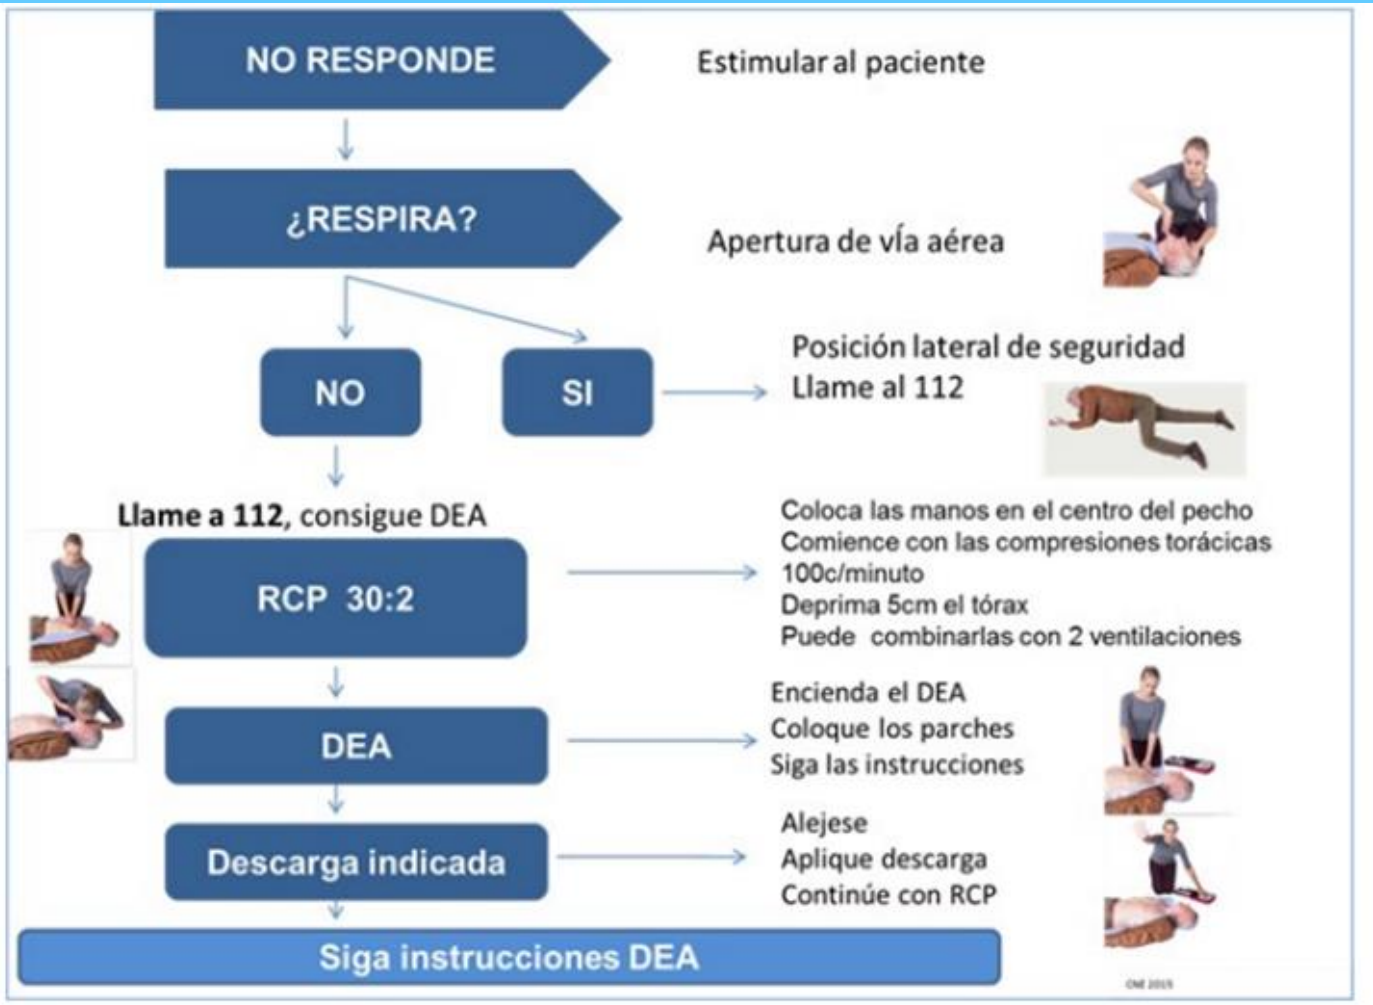 NO RESPONDE
Estimular al paciente
¿RESPIRA?
Apertura de vÍa aérea
NO
SI
Posición lateral de seguridad
Llame al 112
Llame a 112, consigue DEA
RCP 30:2
Coloca las manos en el centro del pecho
Comience con las compresiones torácicas
100c/minuto
Deprima 5cm el tórax
Puede combinarlas con 2 ventilaciones
DEA
Encienda el DEA
Coloque los parches
Siga las instrucciones
Descarga indicada
Alejese
Aplique descarga
Continúe con RCP
Siga instrucciones DEA
2015